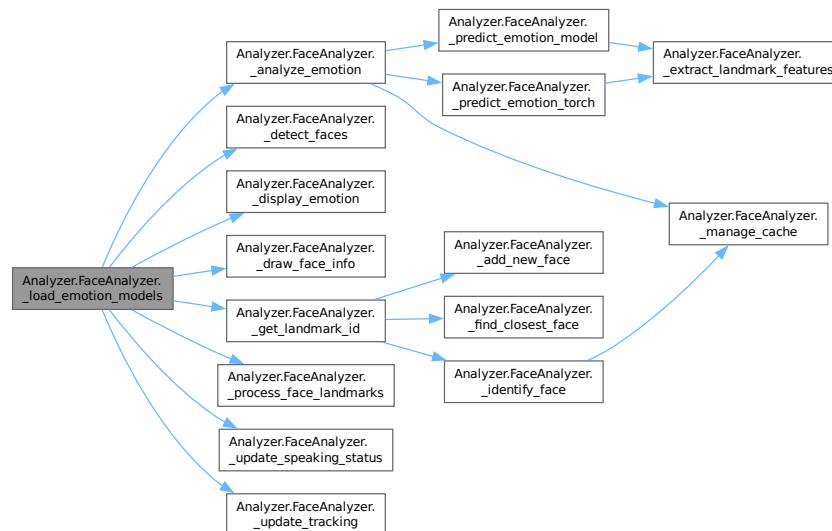 Analyzer.FaceAnalyzer.
_load_emotion_models
Analyzer.FaceAnalyzer.
_analyze_emotion
Analyzer.FaceAnalyzer.
_detect_faces
Analyzer.FaceAnalyzer.
_display_emotion
Analyzer.FaceAnalyzer.
_draw_face_info
Analyzer.FaceAnalyzer.
_get_landmark_id
Analyzer.FaceAnalyzer.
_process_face_landmarks
Analyzer.FaceAnalyzer.
_update_speaking_status
Analyzer.FaceAnalyzer.
_update_tracking
Analyzer.FaceAnalyzer.
_predict_emotion_model
Analyzer.FaceAnalyzer.
_predict_emotion_torch
Analyzer.FaceAnalyzer.
_add_new_face
Analyzer.FaceAnalyzer.
_find_closest_face
Analyzer.FaceAnalyzer.
_identify_face
Analyzer.FaceAnalyzer.
_extract_landmark_features
Analyzer.FaceAnalyzer.
_manage_cache